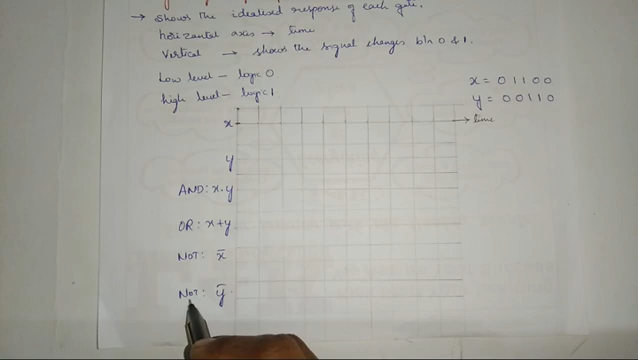 → Shows the idealised response of each gate.
horizontal axis → time
Vertical → shows the signal changes b/n 0 & 1.
Low level – logic 0
high level – logic 1
x = 0 1 1 0 0
y = 0 0 1 1 0
x
→ time
y
AND: x·y
OR: x+y
NOT: x̅
NOT: y̅